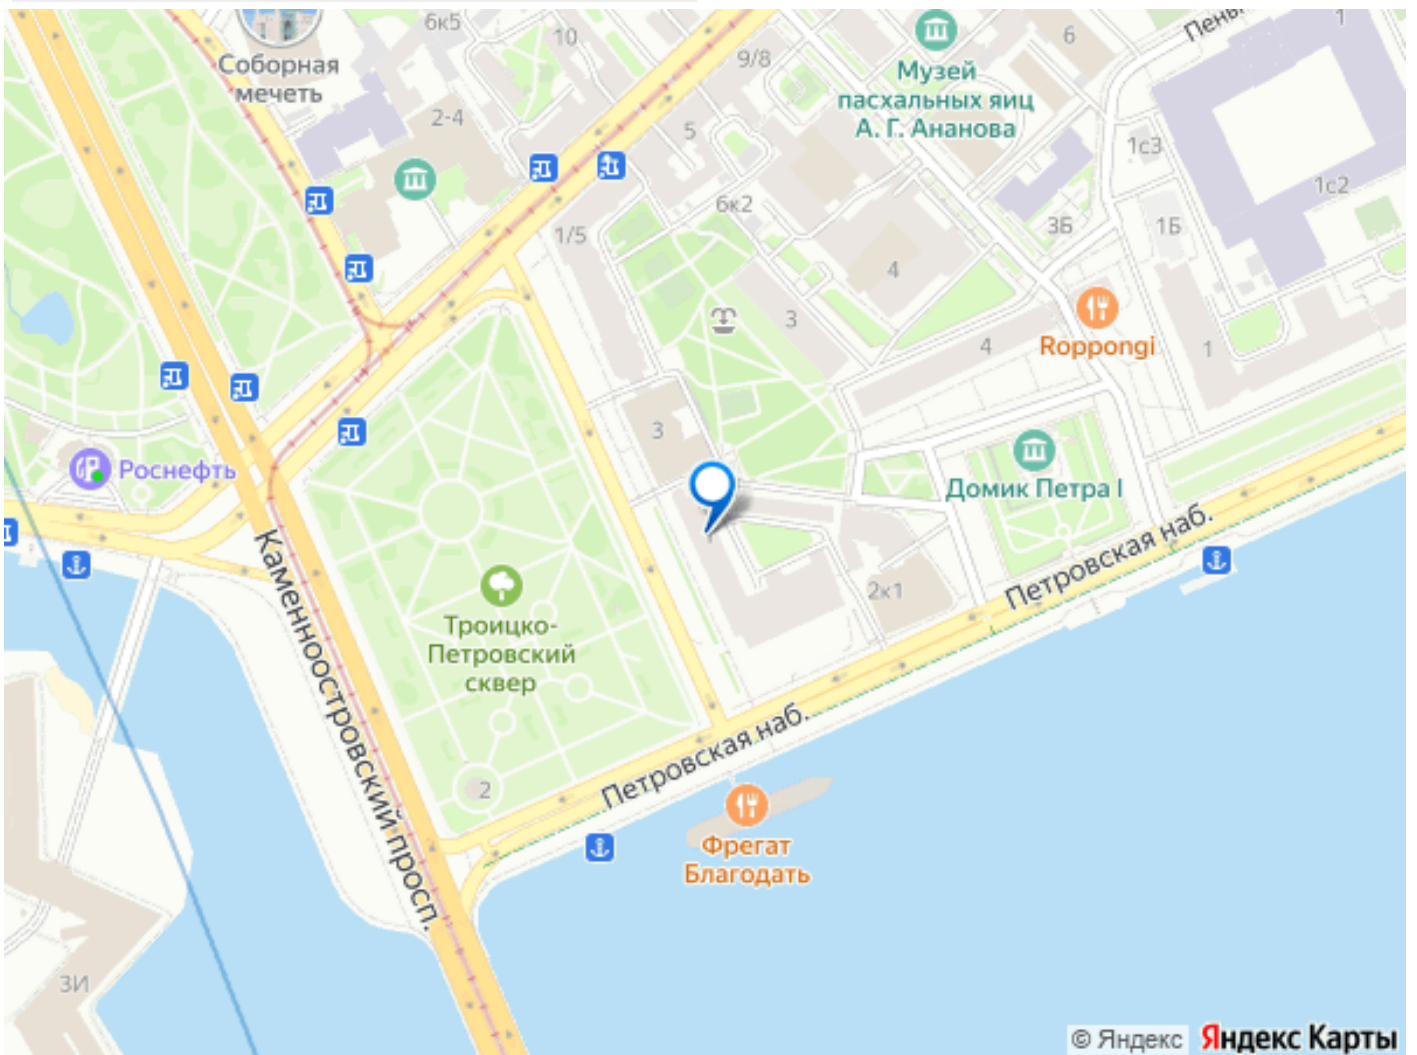 6к5
10
1
Пень
1
6
9/8
Соборная
мечеть
Музей
пасхальных яиц
А. Г. Ананова
2-4
5
1с3
1с2
6к2
3Б
1Б
1/5
4
3
4
Roppongi
1
3
Роснефть
Домик Петра I
Петровская наб.
Каменноостровский просп.
2к1
Троицко-
Петровский
сквер
Петровская наб.
2
Фрегат
Благодать
3И
© Яндекс Яндекс Карты